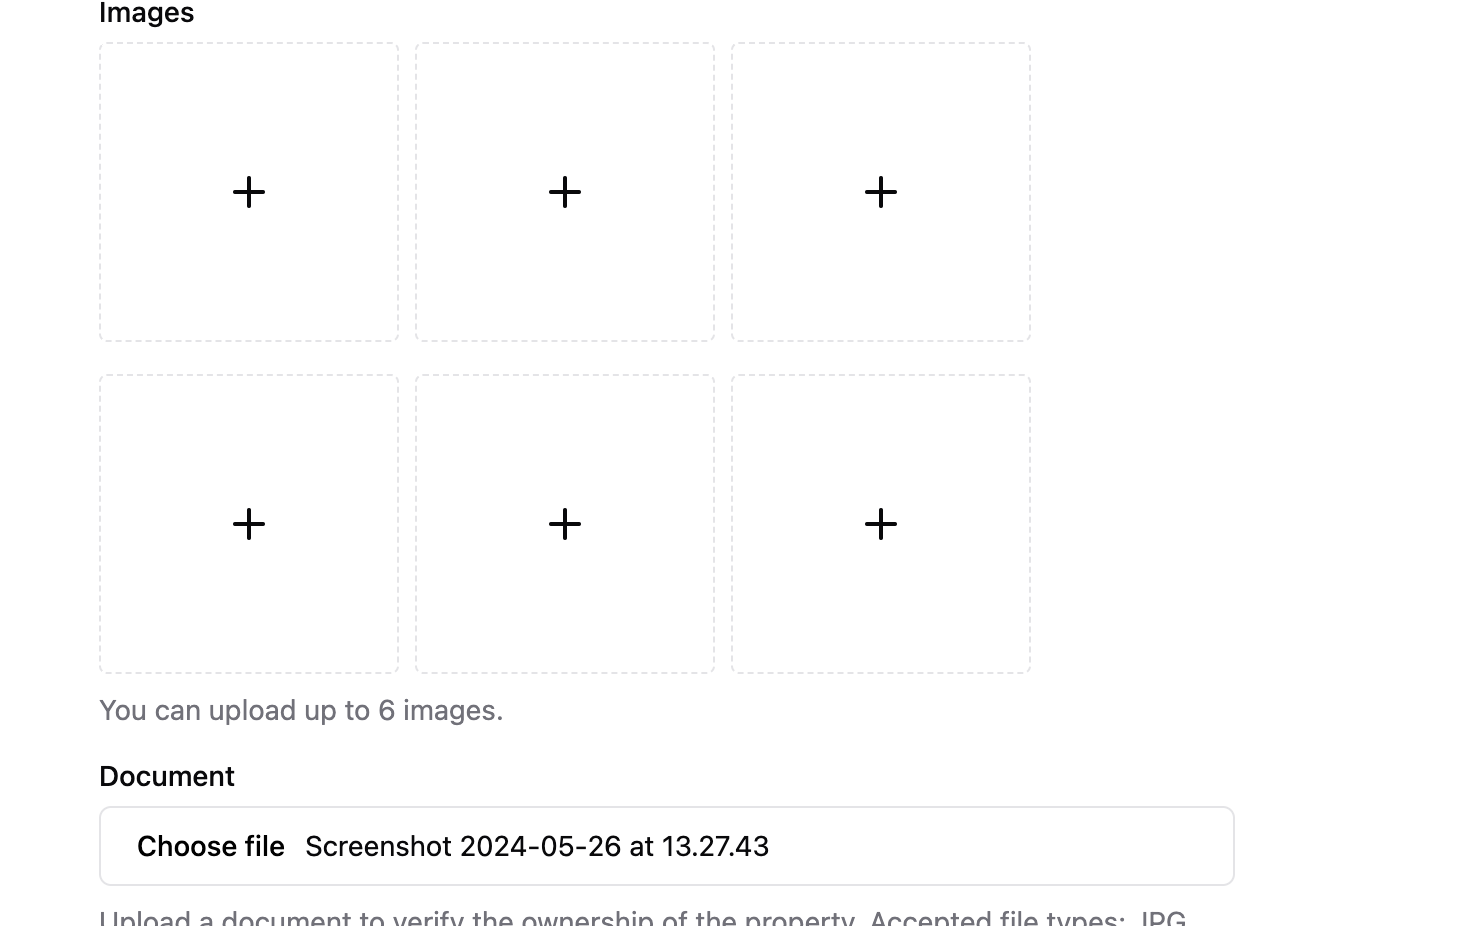 Images
You can upload up to 6 images.
Document
Choose file Screenshot 2024-05-26 at 13.27.43
Upload a document to verify the ownership of the property. Accepted file types: JPG,